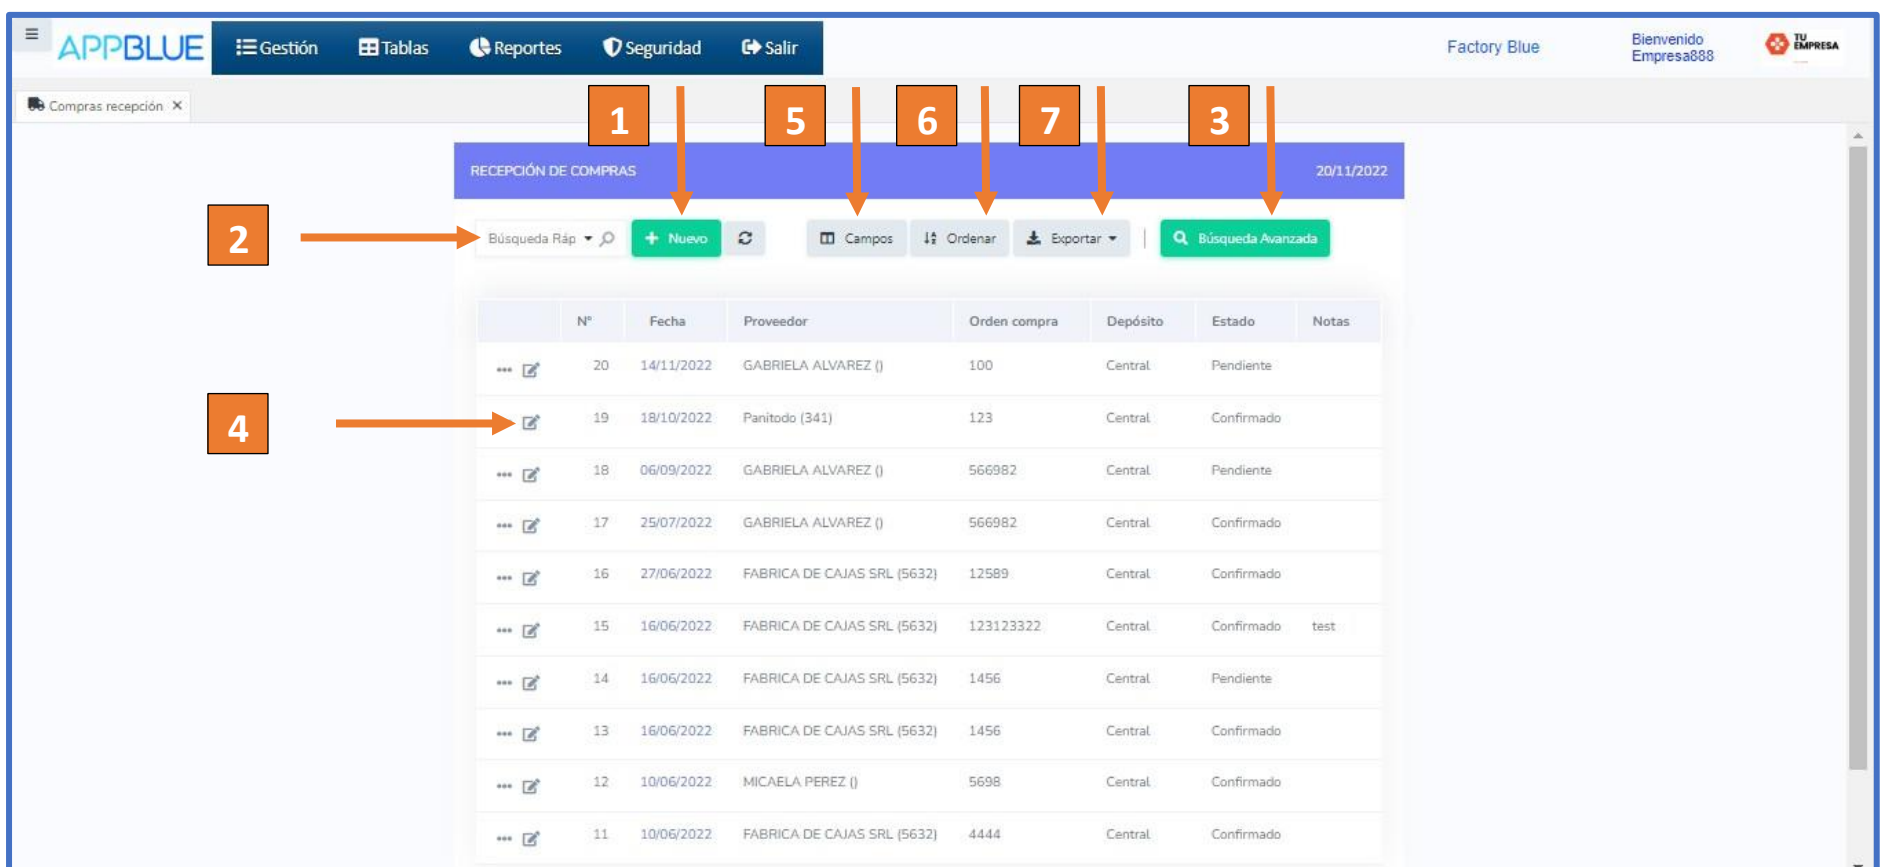 APPBLUE Gestión Tablas Reportes Seguridad Salir Factory Blue Bienvenido Empresa888 TU EMPRESA
Compras recepción X
1 5 6 7 3
RECEPCIÓN DE COMPRAS 20/11/2022
2 Búsqueda Ráp + Nuevo Campos Ordenar Exportar Búsqueda Avanzada
N° Fecha Proveedor Orden compra Depósito Estado Notas
20 14/11/2022 GABRIELA ALVAREZ () 100 Central Pendiente
4 19 18/10/2022 Panitodo (341) 123 Central Confirmado
18 06/09/2022 GABRIELA ALVAREZ () 566982 Central Pendiente
17 25/07/2022 GABRIELA ALVAREZ () 566982 Central Confirmado
16 27/06/2022 FABRICA DE CAJAS SRL (5632) 12589 Central Confirmado
15 16/06/2022 FABRICA DE CAJAS SRL (5632) 123123322 Central Confirmado test
14 16/06/2022 FABRICA DE CAJAS SRL (5632) 1456 Central Pendiente
13 16/06/2022 FABRICA DE CAJAS SRL (5632) 1456 Central Confirmado
12 10/06/2022 MICAELA PEREZ () 5698 Central Confirmado
11 10/06/2022 FABRICA DE CAJAS SRL (5632) 4444 Central Confirmado